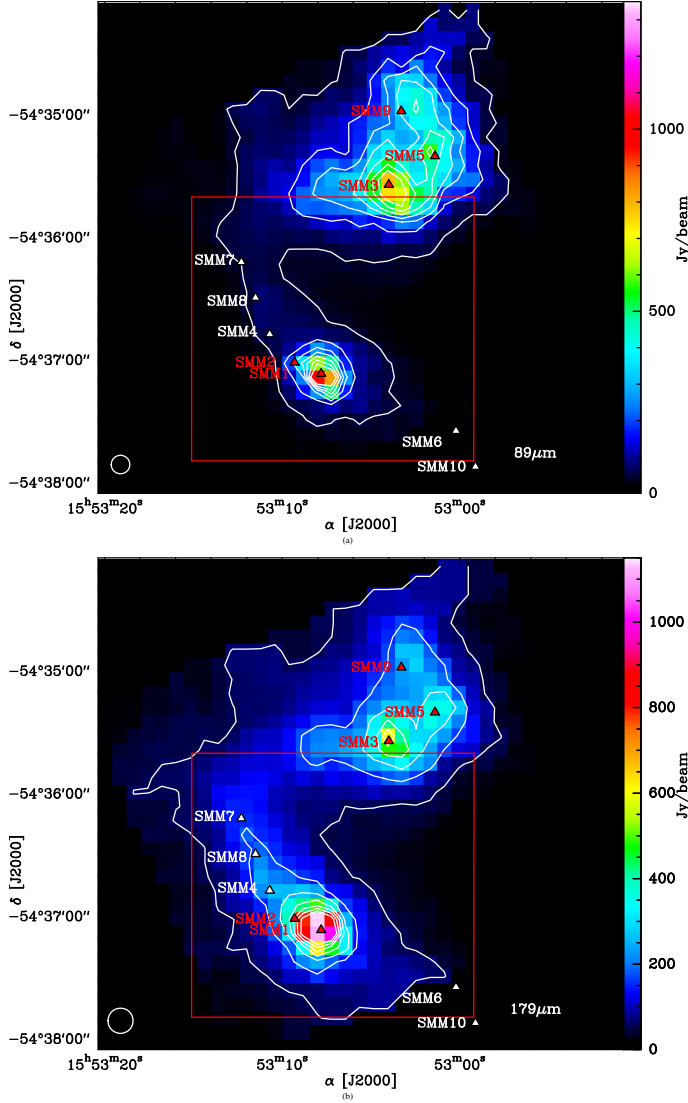 −54°35′00″
−54°36′00″
−54°37′00″
−54°38′00″
δ [J2000]
SMM9
SMM5
SMM3
SMM7
SMM8
SMM4
SMM2
SMM1
SMM6
SMM10
89μm
1000
500
0
Jy/beam
15ʰ53ᵐ20ˢ
53ᵐ10ˢ
53ᵐ00ˢ
α [J2000]
(a)
−54°35′00″
−54°36′00″
−54°37′00″
−54°38′00″
δ [J2000]
SMM9
SMM5
SMM3
SMM7
SMM8
SMM4
SMM2
SMM1
SMM6
SMM10
179μm
1000
800
600
400
200
0
Jy/beam
15ʰ53ᵐ20ˢ
53ᵐ10ˢ
53ᵐ00ˢ
α [J2000]
(b)